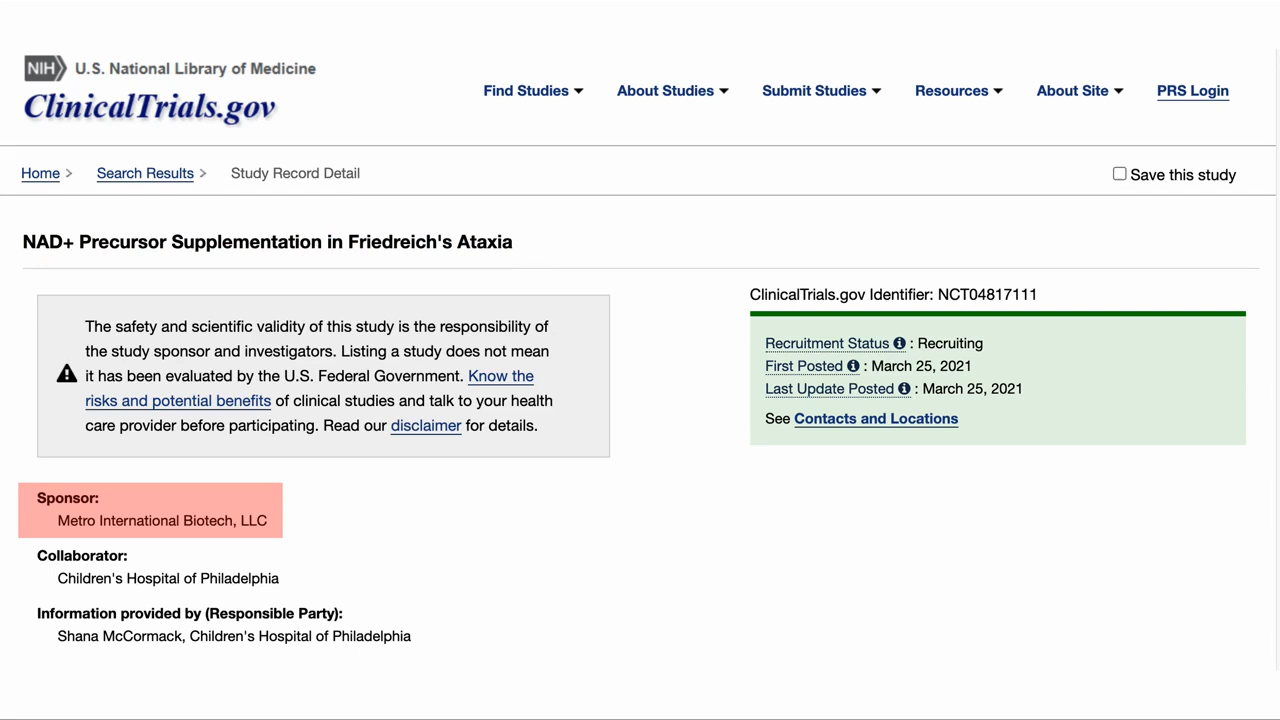 NIH U.S. National Library of Medicine
ClinicalTrials.gov
Find Studies About Studies Submit Studies Resources About Site PRS Login
Home > Search Results > Study Record Detail
Save this study
NAD+ Precursor Supplementation in Friedreich's Ataxia
The safety and scientific validity of this study is the responsibility of
the study sponsor and investigators. Listing a study does not mean
it has been evaluated by the U.S. Federal Government. Know the
risks and potential benefits of clinical studies and talk to your health
care provider before participating. Read our disclaimer for details.
ClinicalTrials.gov Identifier: NCT04817111
Recruitment Status : Recruiting
First Posted : March 25, 2021
Last Update Posted : March 25, 2021
See Contacts and Locations
Sponsor:
Metro International Biotech, LLC
Collaborator:
Children's Hospital of Philadelphia
Information provided by (Responsible Party):
Shana McCormack, Children's Hospital of Philadelphia